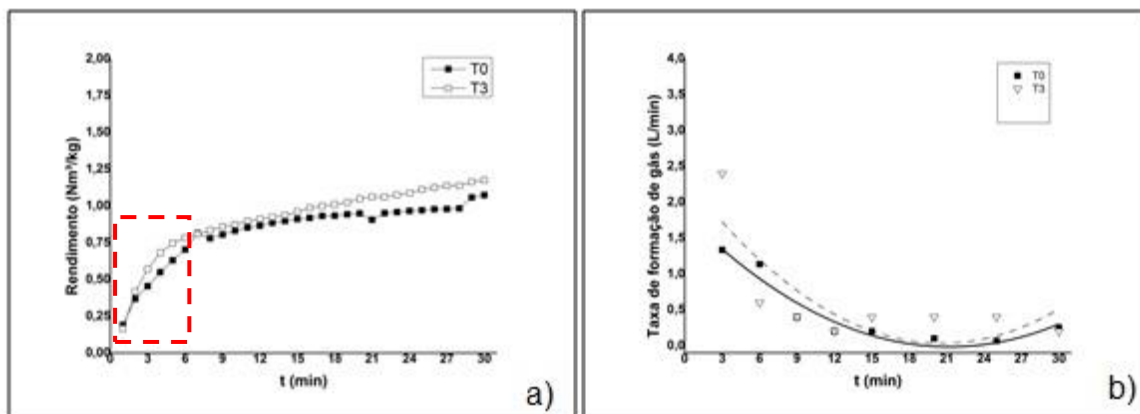 2,00
1,75
1,50
1,25
1,00
0,75
0,50
0,25
0,00
Rendimento (Nm³/kg)
T0
T3
0 3 6 9 12 15 18 21 24 27 30
t (min)
a)
4,0
3,5
3,0
2,5
2,0
1,5
1,0
0,5
0,0
Taxa de formação de gás (L/min)
T0
T3
0 3 6 9 12 15 18 21 24 27 30
t (min)
b)